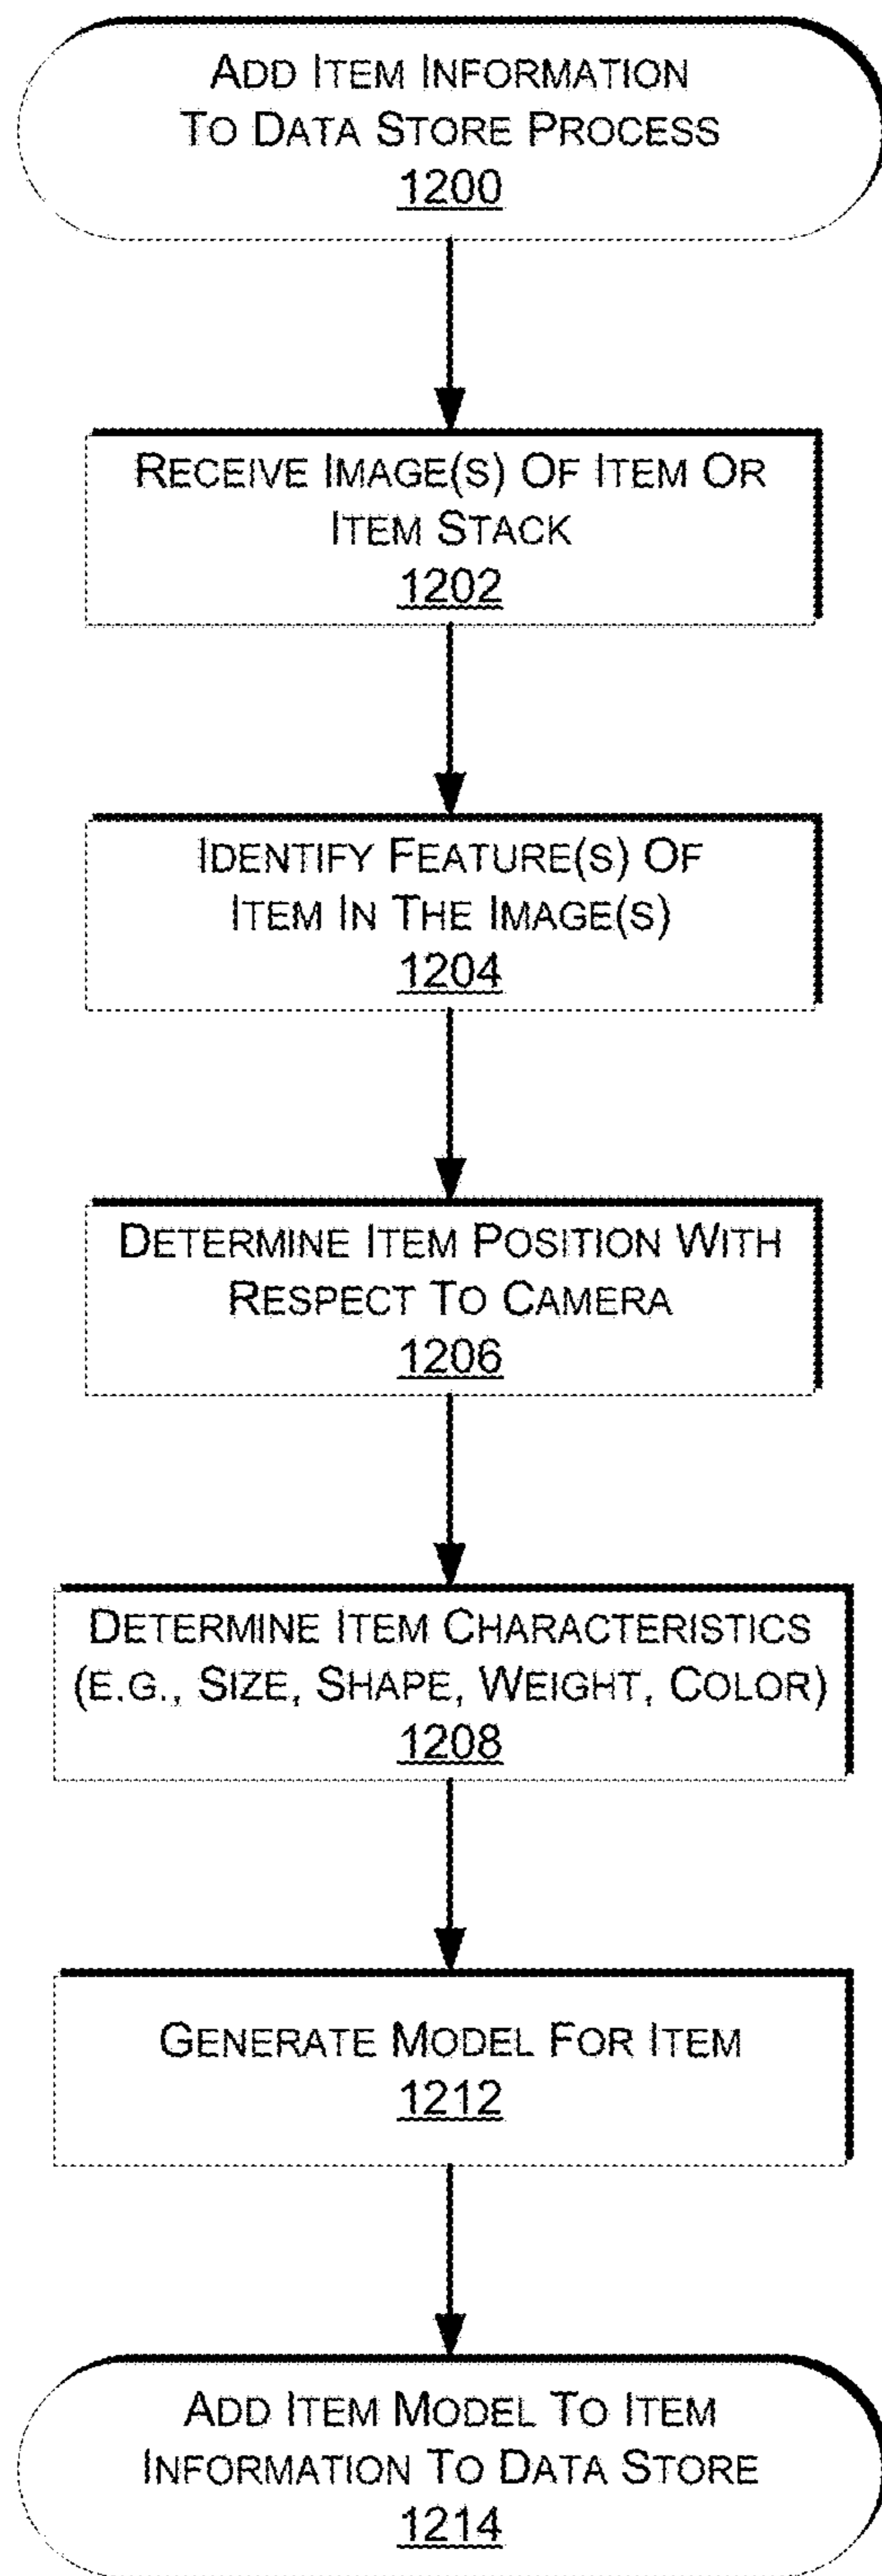 ADD ITEM INFORMATION
TO DATA STORE PROCESS
1200
RECEIVE IMAGE(S) OF ITEM OR
ITEM STACK
1202
IDENTIFY FEATURE(S) OF
ITEM IN THE IMAGE(S)
1204
DETERMINE ITEM POSITION WITH
RESPECT TO CAMERA
1206
DETERMINE ITEM CHARACTERISTICS
(E.G., SIZE, SHAPE, WEIGHT, COLOR)
1208
GENERATE MODEL FOR ITEM
1212
ADD ITEM MODEL TO ITEM
INFORMATION TO DATA STORE
1214